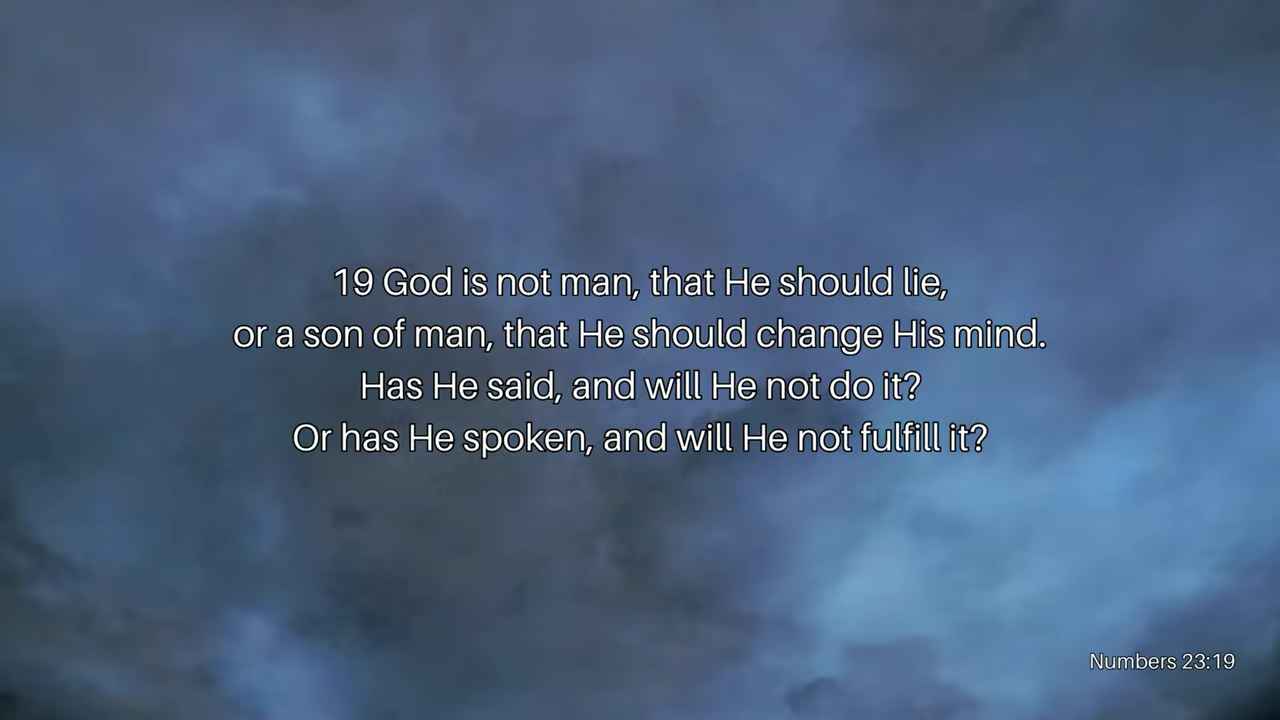 19 God is not man, that He should lie,
or a son of man, that He should change His mind.
Has He said, and will He not do it?
Or has He spoken, and will He not fulfill it?
Numbers 23:19